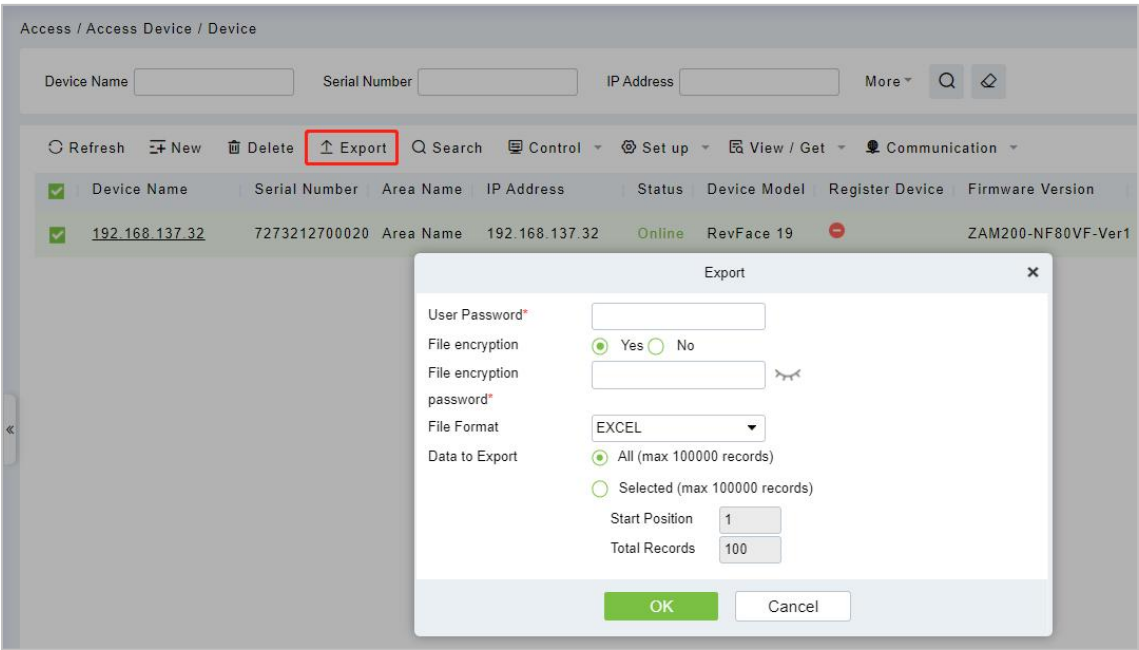 Access / Access Device / Device
Device Name Serial Number IP Address More
Refresh New Delete Export Search Control Set up View / Get Communication
Device Name Serial Number Area Name IP Address Status Device Model Register Device Firmware Version
192.168.137.32 7273212700020 Area Name 192.168.137.32 Online RevFace 19 ZAM200-NF80VF-Ver1
Export
User Password*
File encryption Yes No
File encryption
password*
File Format EXCEL
Data to Export All (max 100000 records)
Selected (max 100000 records)
Start Position 1
Total Records 100
OK Cancel